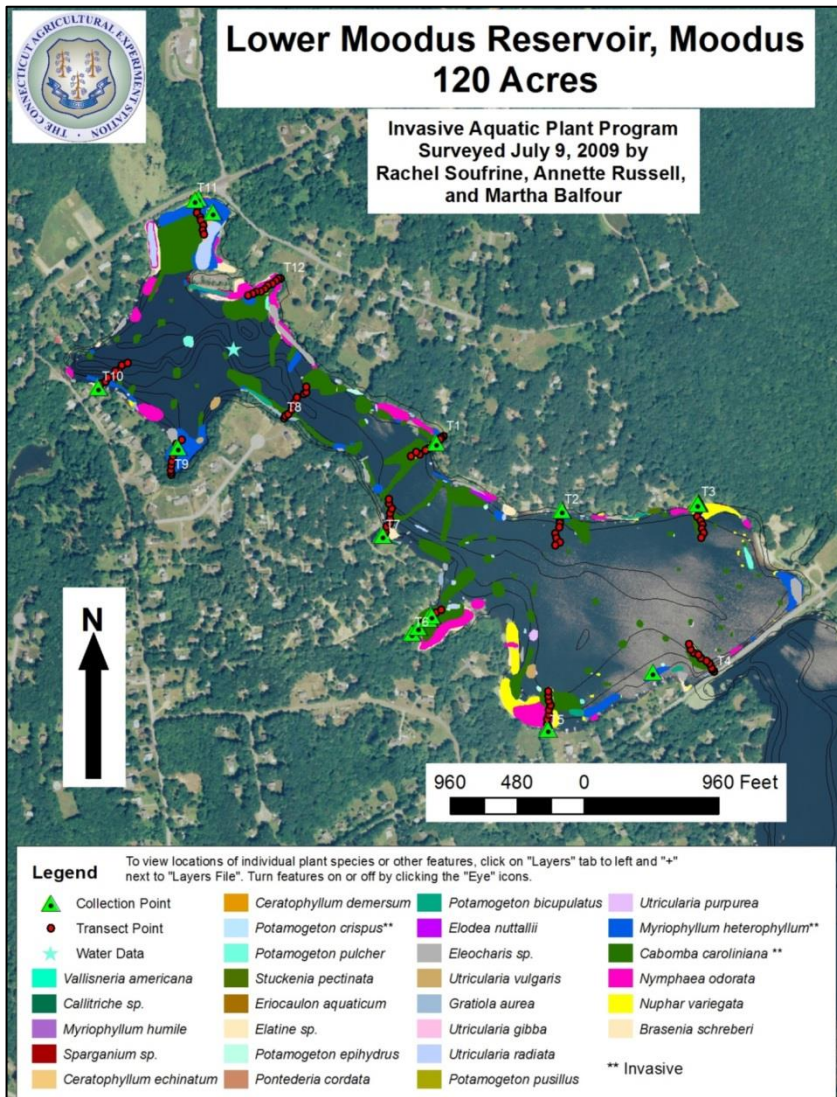 THE CONNECTICUT AGRICULTURAL EXPERIMENT STATION
Lower Moodus Reservoir, Moodus
120 Acres
Invasive Aquatic Plant Program
Surveyed July 9, 2009 by
Rachel Soufrine, Annette Russell,
and Martha Balfour
T11
T12
T10
T8
T1
T9
T2
T3
T7
T6
T4
T5
N
960 480 0 960 Feet
Legend
To view locations of individual plant species or other features, click on "Layers" tab to left and "+"
next to "Layers File". Turn features on or off by clicking the "Eye" icons.
Collection Point
Transect Point
Water Data
Vallisneria americana
Callitriche sp.
Myriophyllum humile
Sparganium sp.
Ceratophyllum echinatum
Ceratophyllum demersum
Potamogeton crispus**
Potamogeton pulcher
Stuckenia pectinata
Eriocaulon aquaticum
Elatine sp.
Potamogeton epihydrus
Pontederia cordata
Potamogeton bicupulatus
Elodea nuttallii
Eleocharis sp.
Utricularia vulgaris
Gratiola aurea
Utricularia gibba
Utricularia radiata
Potamogeton pusillus
Utricularia purpurea
Myriophyllum heterophyllum**
Cabomba caroliniana **
Nymphaea odorata
Nuphar variegata
Brasenia schreberi
** Invasive